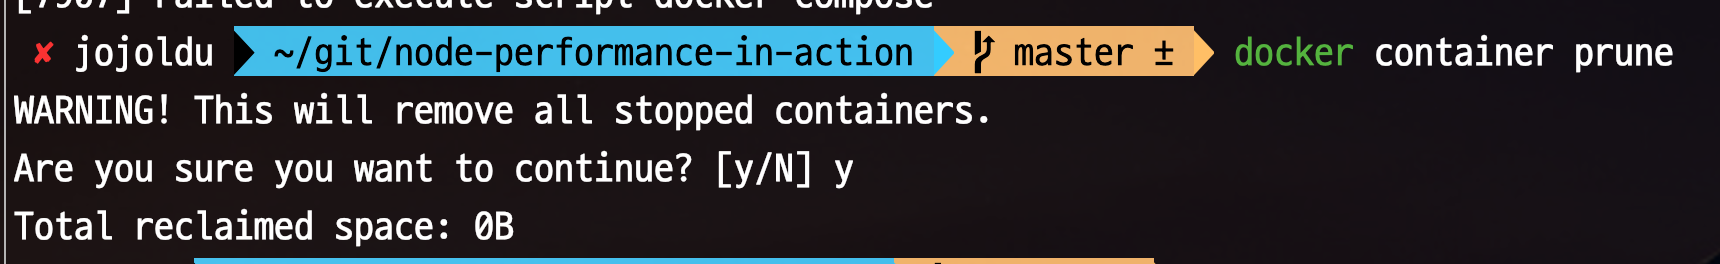 [7967] Failed to execute script docker compose
✘ jojoldu ~/git/node-performance-in-action master ± docker container prune
WARNING! This will remove all stopped containers.
Are you sure you want to continue? [y/N] y
Total reclaimed space: 0B